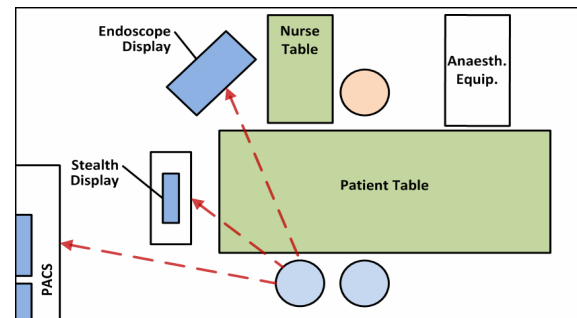 Endoscope
Display
Nurse
Table
Anaesth.
Equip.
Stealth
Display
Patient Table
PACS